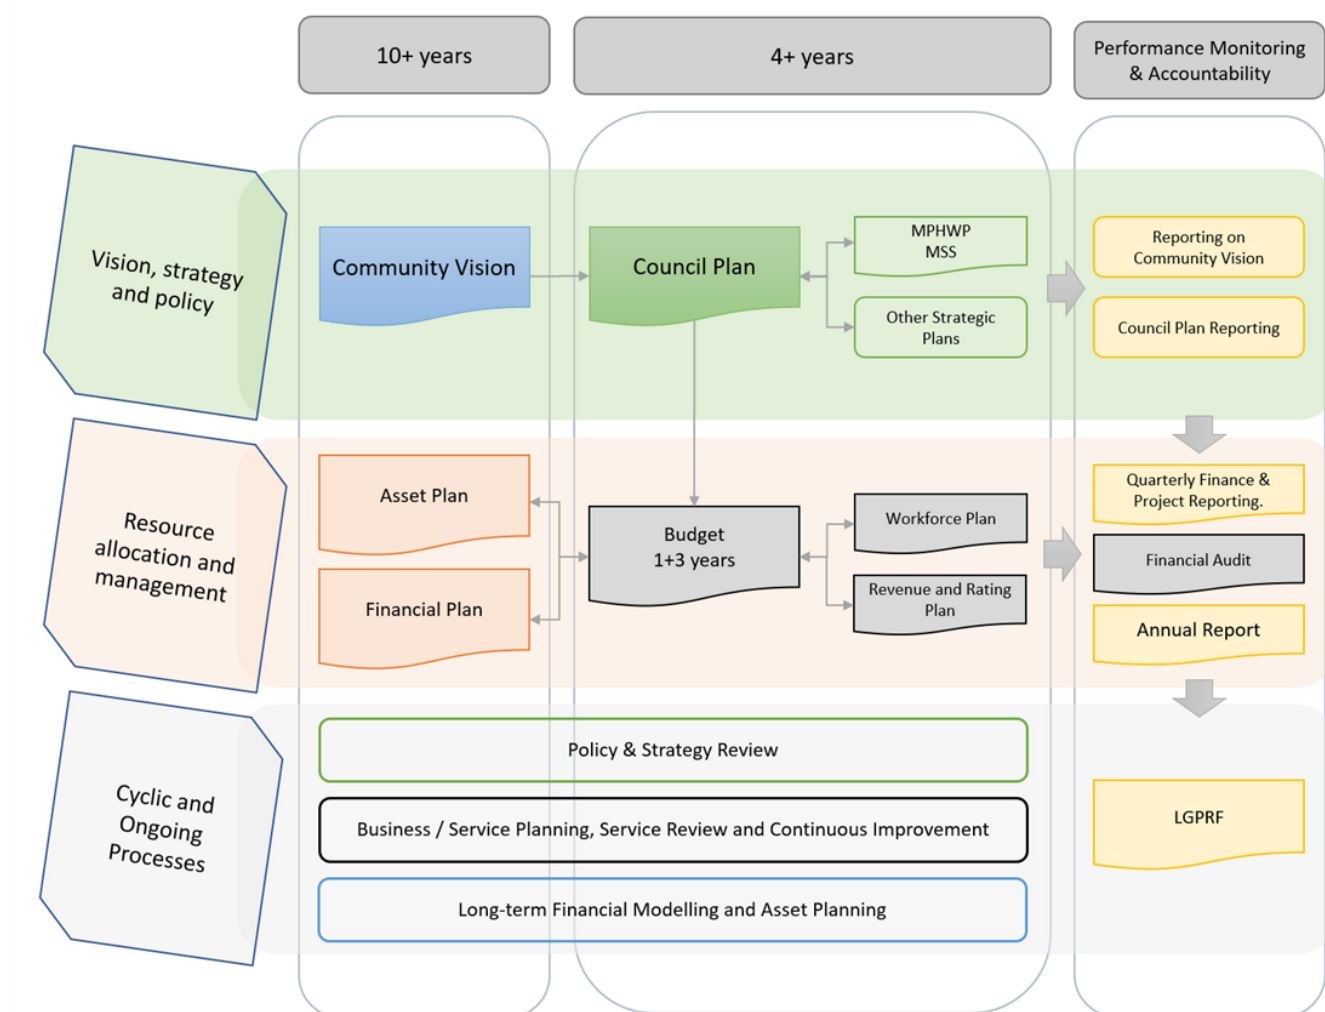 10+ years
4+ years
Performance Monitoring
& Accountability
Vision, strategy
and policy
Community Vision
Council Plan
MPHWP
MSS
Other Strategic
Plans
Reporting on
Community Vision
Council Plan Reporting
Resource
allocation and
management
Asset Plan
Financial Plan
Budget
1+3 years
Workforce Plan
Revenue and Rating
Plan
Quarterly Finance &
Project Reporting.
Financial Audit
Annual Report
Cyclic and
Ongoing
Processes
Policy & Strategy Review
Business / Service Planning, Service Review and Continuous Improvement
Long-term Financial Modelling and Asset Planning
LGPRF